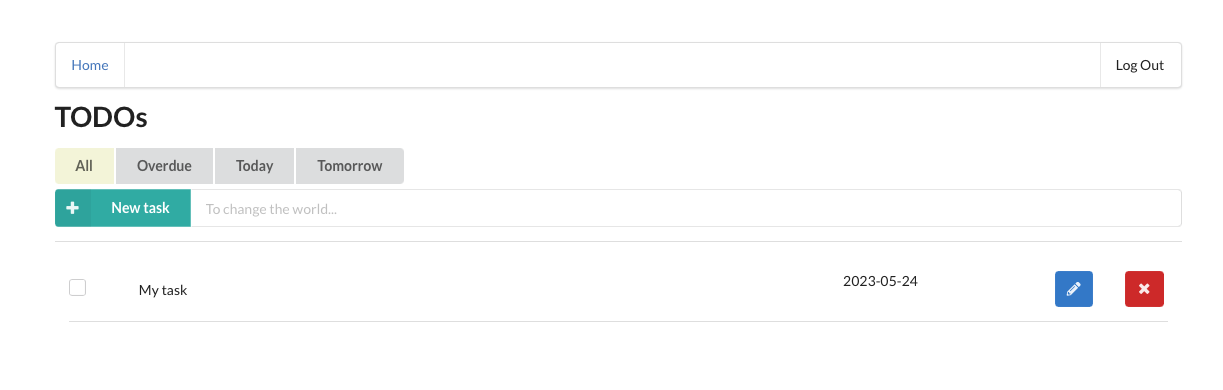 Home Log Out
TODOs
All Overdue Today Tomorrow
New task To change the world...
My task 2023-05-24